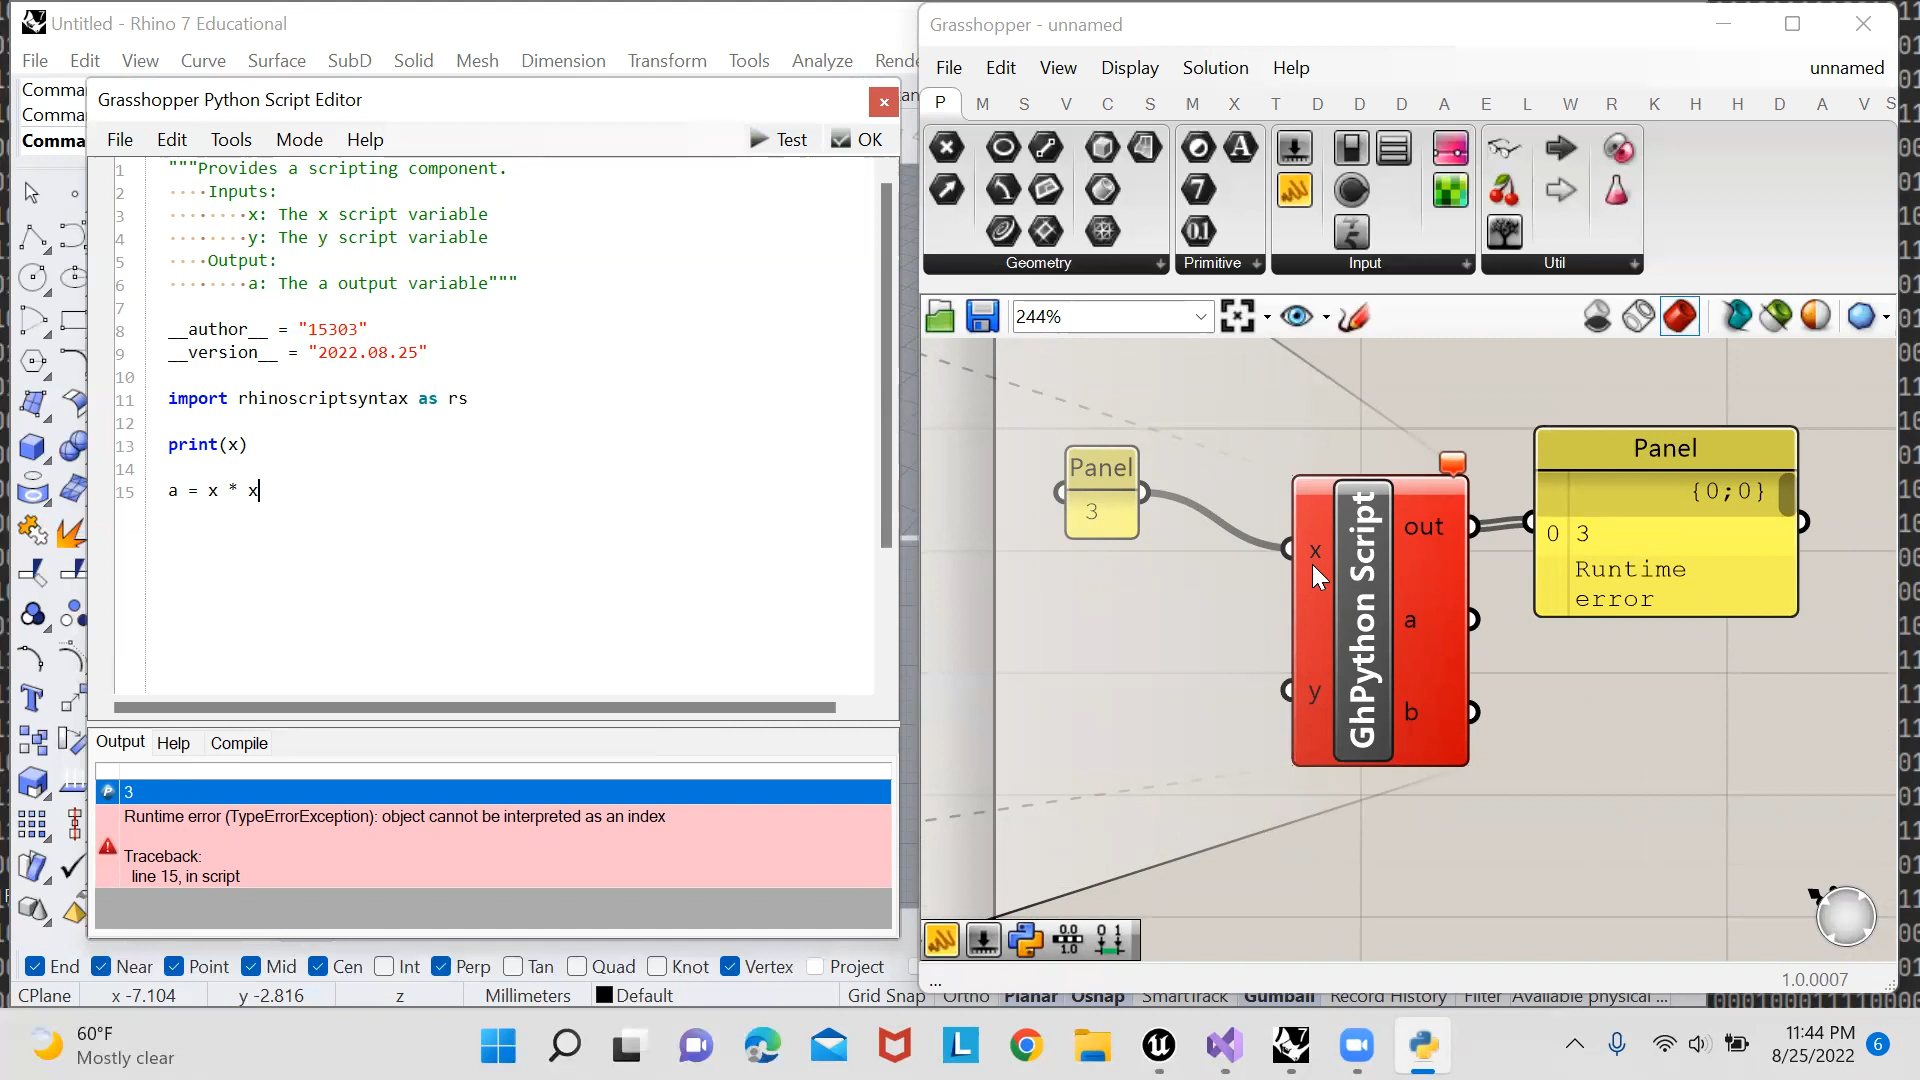 Untitled - Rhino 7 Educational
File Edit View Curve Surface SubD Solid Mesh Dimension Transform Tools Analyze Rende
Comma
Comma
Comma
Grasshopper Python Script Editor
File Edit Tools Mode Help Test OK
1 """Provides a scripting component.
2 Inputs:
3 x: The x script variable
4 y: The y script variable
5 Output:
6 a: The a output variable"""
7
8 __author__ = "15303"
9 __version__ = "2022.08.25"
10
11 import rhinoscriptsyntax as rs
12
13 print(x)
14
15 a = x * x
Output Help Compile
3
Runtime error (TypeErrorException): object cannot be interpreted as an index
Traceback:
line 15, in script
End Near Point Mid Cen Int Perp Tan Quad Knot Vertex Project
CPlane x -7.104 y -2.816 z Millimeters Default Grid Snap Ortho Planar Osnap SmartTrack Gumball Record History Filter Available physical ...
Grasshopper - unnamed
File Edit View Display Solution Help unnamed
P M S V C S M X T D D D A E L W R K H H D A V S
Geometry Primitive Input Util
244%
Panel
3
x
y
GhPython Script
out
a
b
Panel
{0;0}
0 3
Runtime
error
... 1.0.0007
60°F
Mostly clear
11:44 PM
8/25/2022
6